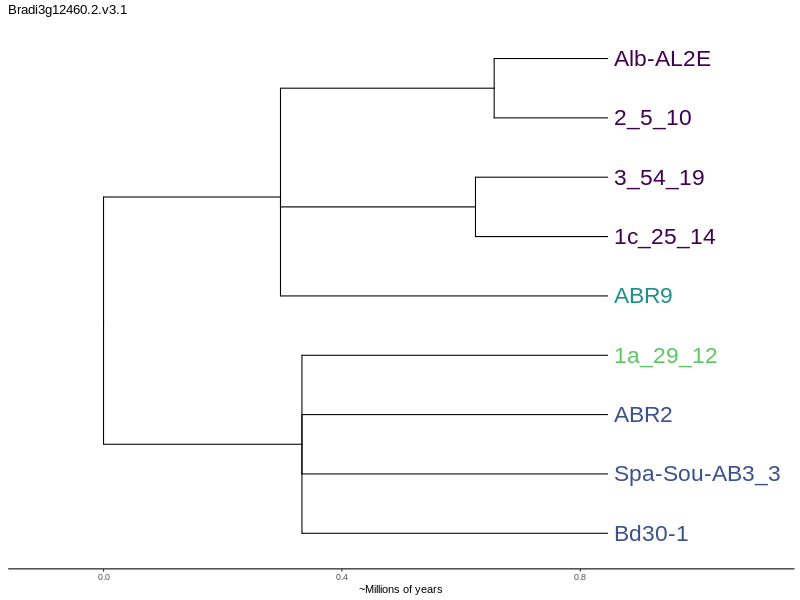 Bradi3g12460.2.v3.1
Alb-AL2E
2_5_10
3_54_19
1c_25_14
ABR9
1a_29_12
ABR2
Spa-Sou-AB3_3
Bd30-1
0.0 0.4 0.8
~Millions of years